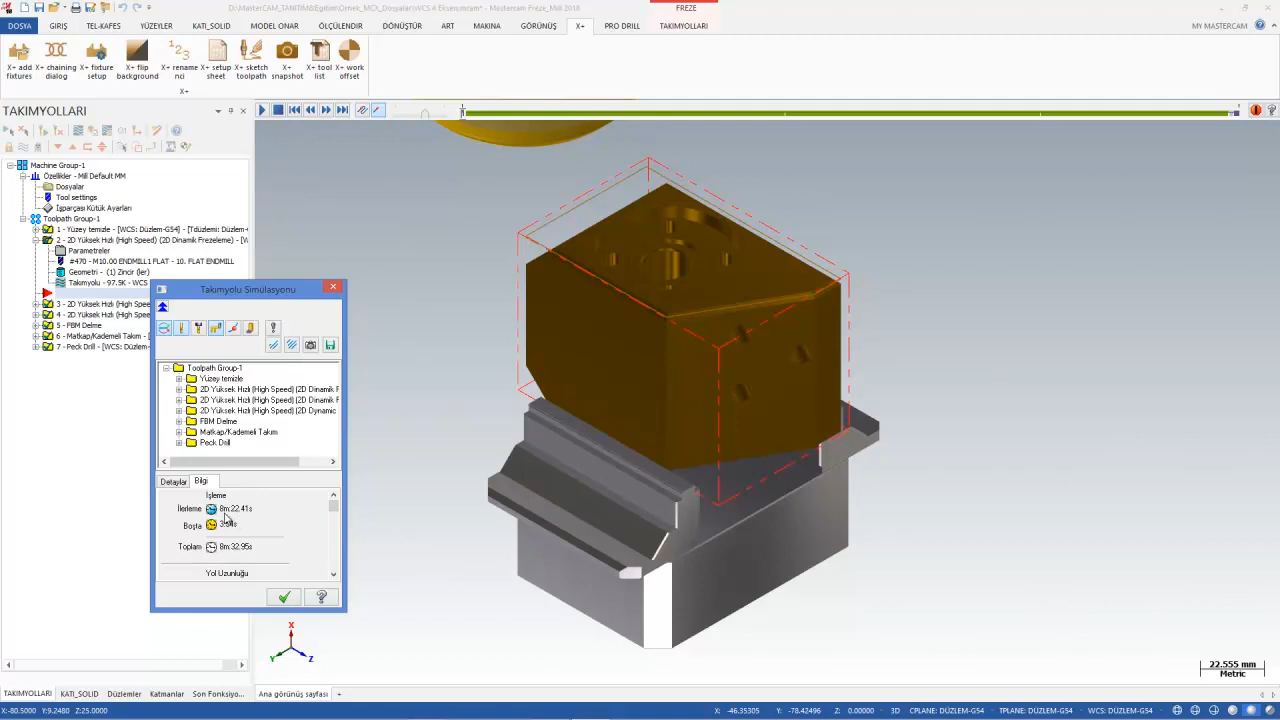 D:\MasterCAM_TANITIM&Egitim\Ornek_MCX_Dosyaları\WCS 4 Eksen.mcam* - Mastercam Freze_Mill 2018
FREZE
DOSYA GİRİŞ TEL-KAFES YÜZEYLER KATI_SOLID MODEL ONAR ÖLÇÜLENDİR DÖNÜŞTÜR ART MAKINA GÖRÜNÜŞ X+ PRO DRILL TAKIMYOLLARI MY MASTERCAM
X+ add fixtures
X+ chaining dialog
X+ fixture setup
X+ flip background
X+ rename nci
X+ setup sheet
X+ sketch toolpath
X+ snapshot
X+ tool list
X+ work offset
X+
TAKIMYOLLARI
Machine Group-1
Özellikler - Mill Default MM
Dosyalar
Tool settings
İşparçası Kütük Ayarları
Toolpath Group-1
1 - Yüzey temizle - [WCS: Düzlem-G54] - [Tdüzlemi: Düzlem-
2 - 2D Yüksek Hızlı (High Speed) (2D Dinamik Frezeleme) - [W
Parametreler
#470 - M10.00 ENDMILL1 FLAT - 10. FLAT ENDMILL
Geometri - (1) Zincir (ler)
Takımyolu - 97.5K - WCS
3 - 2D Yüksek Hızlı (High Spee
4 - 2D Yüksek Hızlı (High Spee
5 - FBM Delme
6 - Matkap/Kademeli Takım - [
7 - Peck Drill - [WCS: Düzlem-
Takımyolu Simülasyonu
Toolpath Group-1
Yüzey temizle
2D Yüksek Hızlı (High Speed) (2D Dinamik F
2D Yüksek Hızlı (High Speed) (2D Dinamik F
2D Yüksek Hızlı (High Speed) (2D Dynamic
FBM Delme
Matkap/Kademeli Takım
Peck Drill
Detaylar Bilgi
İşleme
İlerleme 8m:22.41s
Boşta
Toplam 8m:32.95s
Yol Uzunluğu
X
Y
Z
22.555 mm
Metric
TAKIMYOLLARI KATI_SOLID Düzlemler Katmanlar Son Fonksiyo... Ana görünüş sayfası +
X:-80.5000 Y:9.2480 Z:25.0000 X: -46.35305 Y: -78.42496 Z: 0.00000 3D CPLANE: DÜZLEM-G54 TPLANE: DÜZLEM-G54 WCS: DÜZLEM-G54